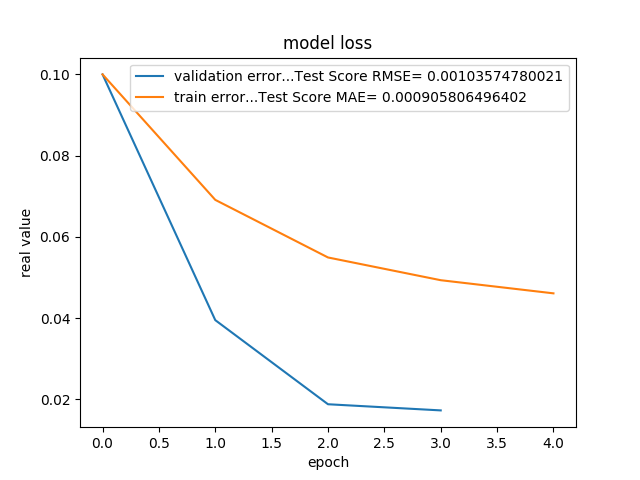 model loss
validation error...Test Score RMSE= 0.00103574780021
train error...Test Score MAE= 0.000905806496402
0.10
0.08
0.06
0.04
0.02
real value
0.0 0.5 1.0 1.5 2.0 2.5 3.0 3.5 4.0
epoch